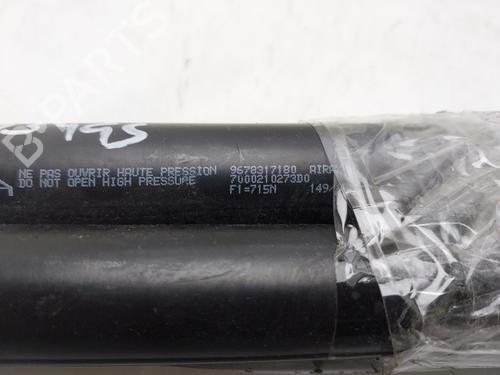 NE PAS OUVRIR HAUTE PRESSION 9678317180 AIRA
DO NOT OPEN HIGH PRESSURE 700021027300
F1=715N 149/